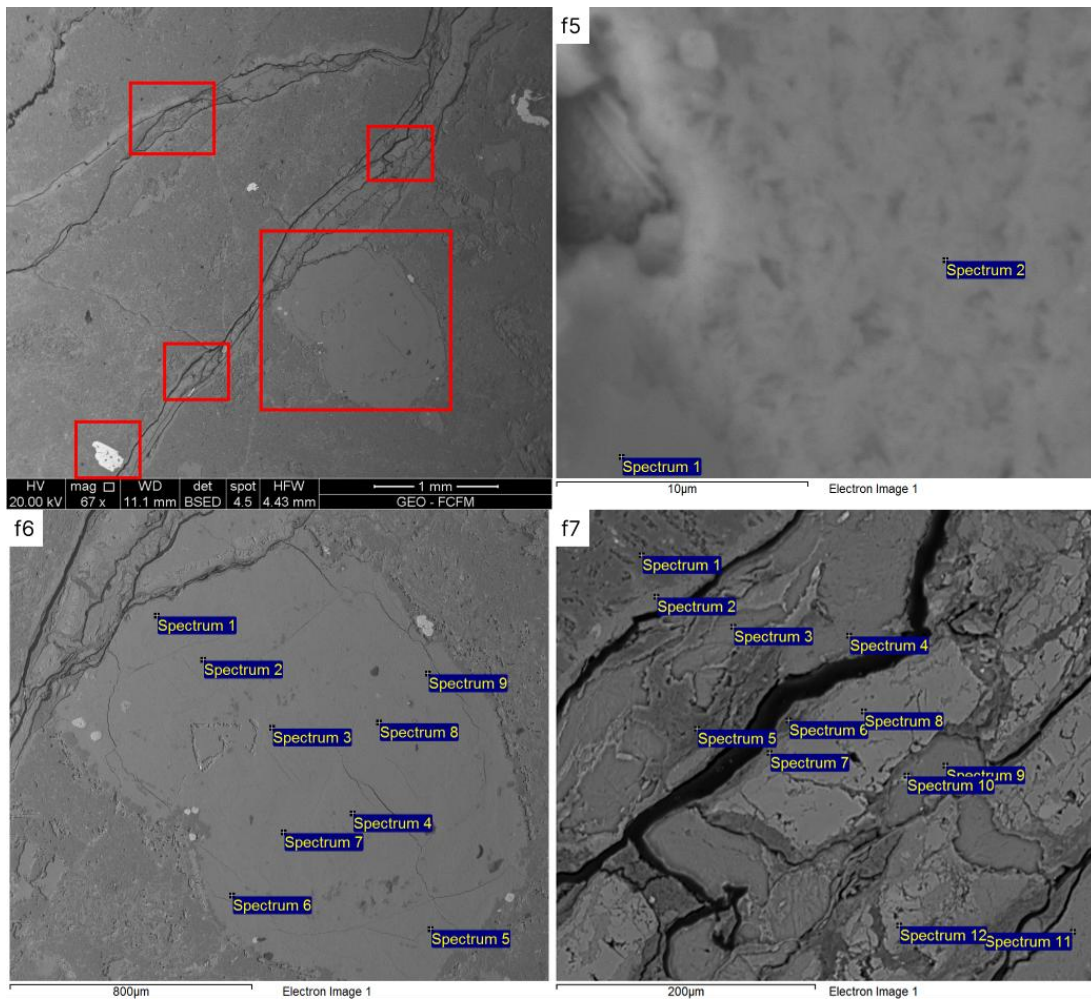 HV mag WD det spot HFW 1 mm
20.00 kV 67 x 11.1 mm BSED 4.5 4.43 mm GEO - FCFM
f5
Spectrum 2
Spectrum 1
10µm Electron Image 1
f6
Spectrum 1
Spectrum 2
Spectrum 9
Spectrum 3
Spectrum 8
Spectrum 4
Spectrum 7
Spectrum 6
Spectrum 5
800µm Electron Image 1
f7
Spectrum 1
Spectrum 2
Spectrum 3
Spectrum 4
Spectrum 8
Spectrum 6
Spectrum 5
Spectrum 7
Spectrum 9
Spectrum 10
Spectrum 12
Spectrum 11
200µm Electron Image 1